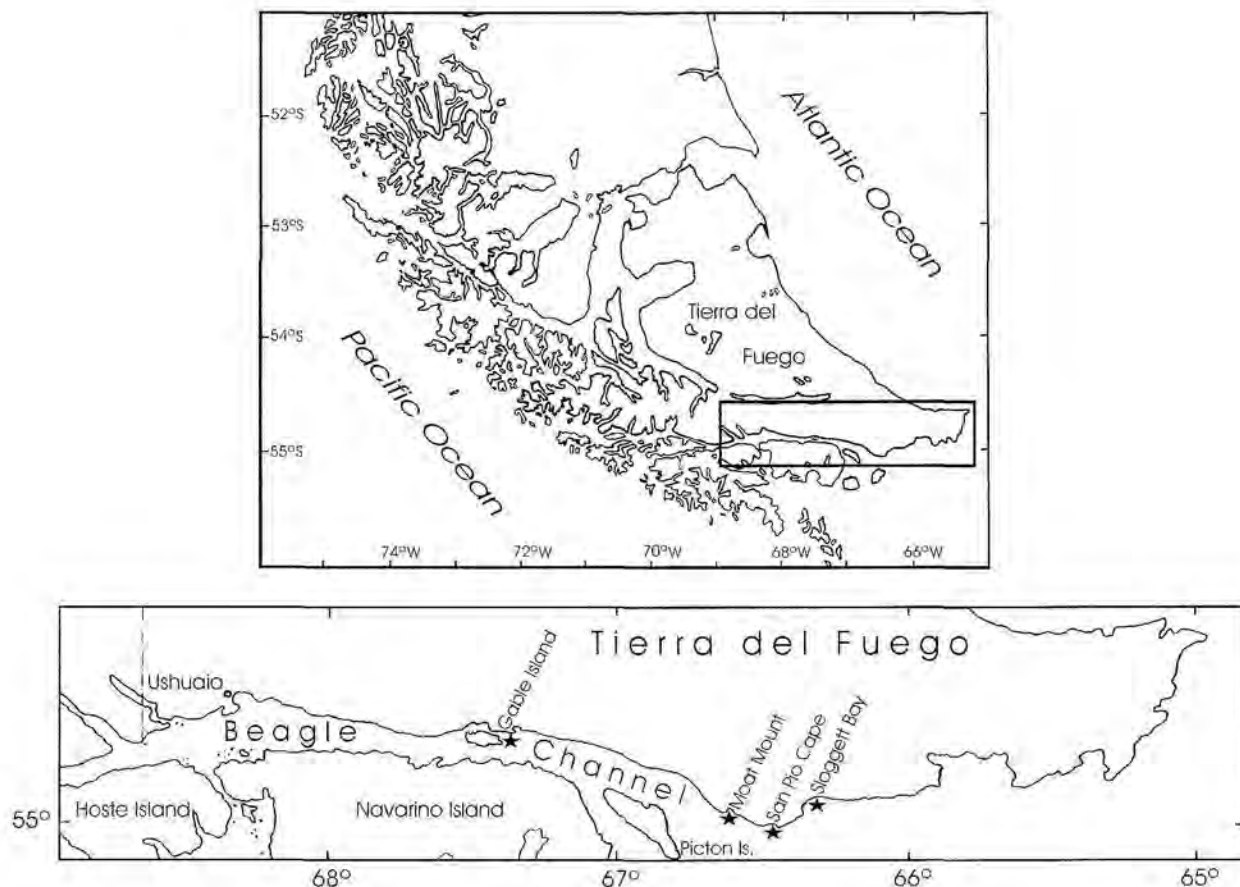 Atlantic Ocean
52°S
53°S
Tierra del
Fuego
54°S
Pacific Ocean
55°S
74°W 72°W 70°W 68°W 66°W
Tierra del Fuego
Ushuaia
Gable Island
Beagle Channel
Moat Mount
San Pio Cape
Sloggett Bay
Hoste Island
Navarino Island
Picton Is.
55°
68° 67° 66° 65°